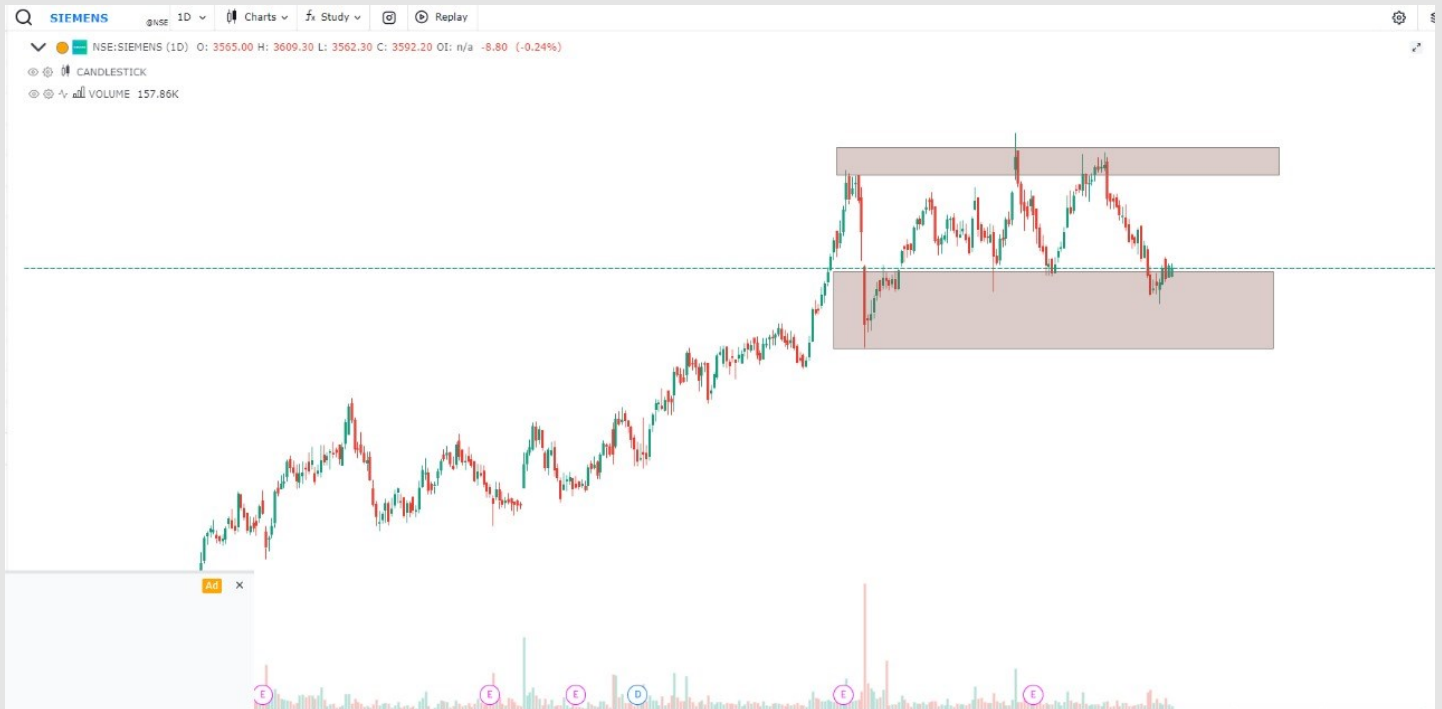 SIEMENS @NSE 1D Charts fx Study Replay
NSE:SIEMENS (1D) O: 3565.00 H: 3609.30 L: 3562.30 C: 3592.20 OI: n/a -8.80 (-0.24%)
CANDLESTICK
VOLUME 157.86K
Ad
E E E D E E